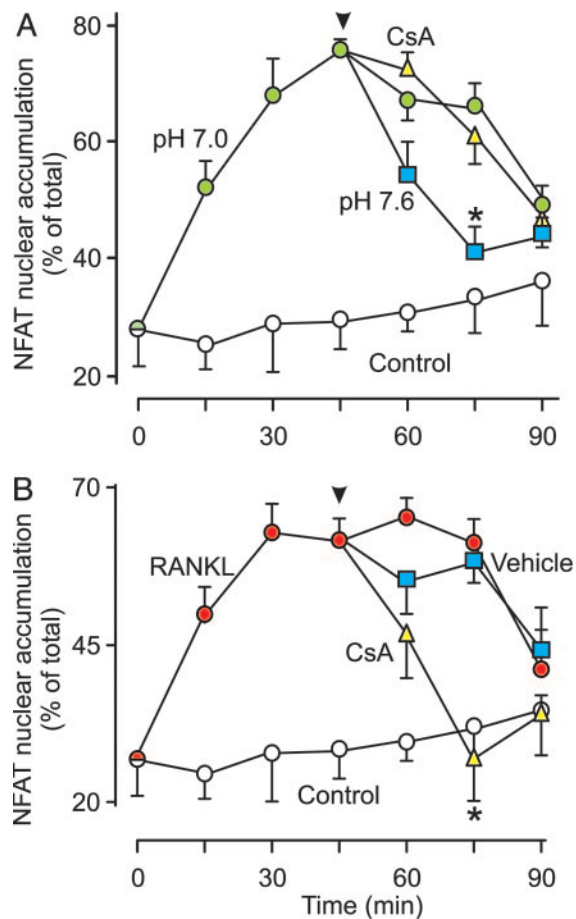 A
80
60
40
20
NFAT nuclear accumulation
(% of total)
CsA
pH 7.0
pH 7.6
*
Control
0 30 60 90
B
70
45
20
NFAT nuclear accumulation
(% of total)
RANKL
Vehicle
CsA
Control
*
0 30 60 90
Time (min)